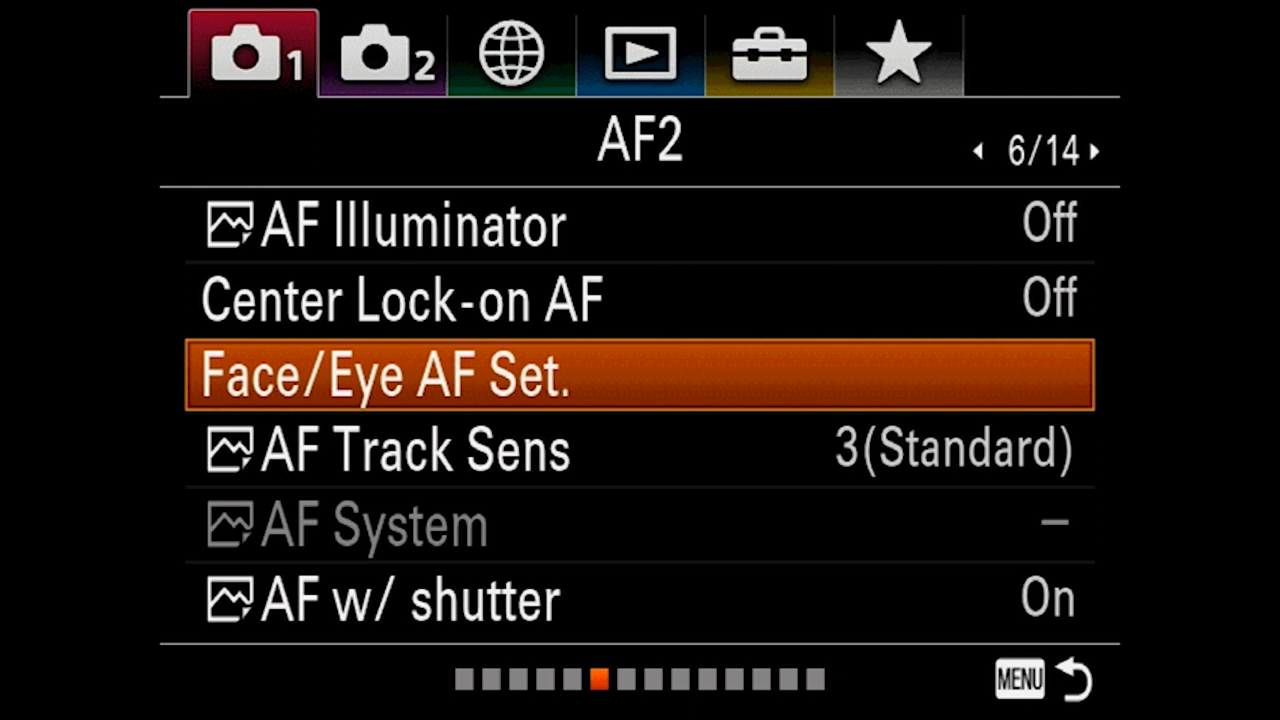 1 2
AF2
6/14
AF Illuminator Off
Center Lock-on AF Off
Face/Eye AF Set.
AF Track Sens 3(Standard)
AF System –
AF w/ shutter On
MENU